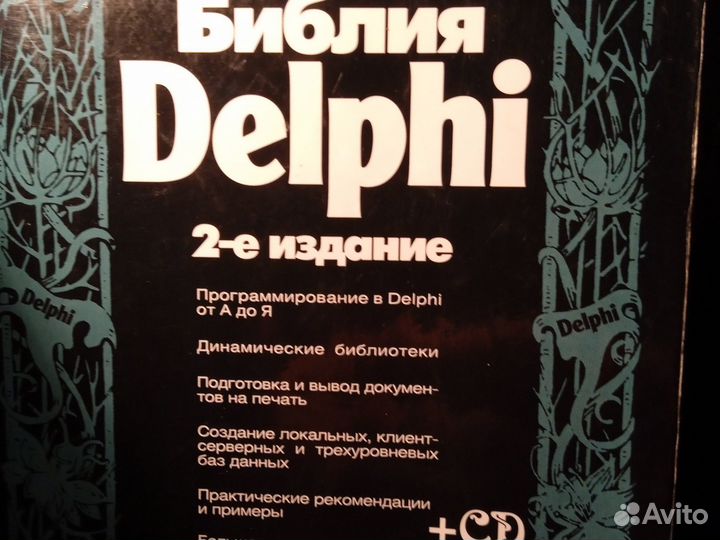 Библия
Delphi
2-е издание
Программирование в Delphi
от А до Я
Динамические библиотеки
Подготовка и вывод докумен-
тов на печать
Создание локальных, клиент-
серверных и трехуровневых
баз данных
Практические рекомендации
и примеры
+CD
Delphi
Delphi
Avito